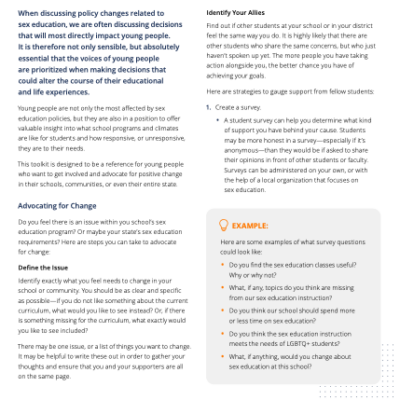 When discussing policy changes related to
sex education, we are often discussing decisions
that will most directly impact young people.
It is therefore not only sensible, but absolutely
essential that the voices of young people
are prioritized when making decisions that
could alter the course of their educational
and life experiences.
Young people are not only the most affected by sex
education policies, but they are also in a position to offer
valuable insight into what school programs and climates
are like for students and how responsive, or unresponsive,
they are to their needs.
This toolkit is designed to be a reference for young people
who want to get involved and advocate for positive change
in their schools, communities, or even their entire state.
Advocating for Change
Do you feel there is an issue within you school's sex
education program? Or maybe your state's sex education
requirements? Here are steps you can take to advocate
for change:
Define the Issue
Identify exactly what you feel needs to change in your
school or community. You should be as clear and specific
as possible—if you do not like something about the current
curriculum, what would you like to see instead? Or, if there
is something missing for the curriculum, what exactly would
you like to see included?
There may be one issue, or a list of things you want to change.
It may be helpful to write these out in order to gather your
thoughts and ensure that you and your supporters are all
on the same page.
Identify Your Allies
Find out if other students at your school or in your district
feel the same way you do. It is highly likely that there are
other students who share the same concerns, but who just
haven't spoken up yet. The more people you have taking
action alongside you, the better chance you have of
achieving your goals.
Here are strategies to gauge support from fellow students:
1. Create a survey.
• A student survey can help you determine what kind
of support you have behind your cause. Students
may be more honest in a survey—especially if it's
anonymous—than they would be if asked to share
their opinions in front of other students or faculty.
Surveys can be administered on your own, or with
the help of a local organization that focuses on
sex education.
EXAMPLE:
Here are some examples of what survey questions
could look like:
• Do you find the sex education classes useful?
Why or why not?
• What, if any, topics do you think are missing
from our sex education instruction?
• Do you think our school should spend more
or less time on sex education?
• Do you think the sex education instruction
meets the needs of LGBTQ+ students?
• What, if anything, would you change about
sex education at this school?